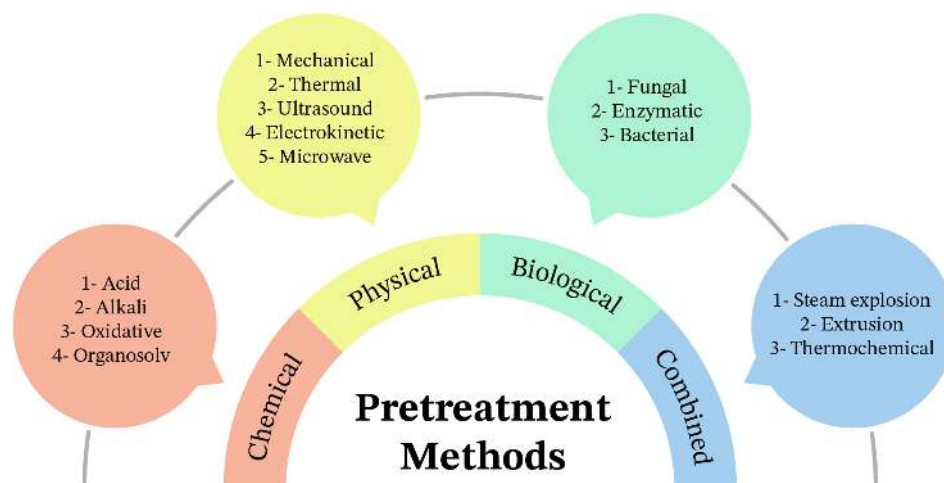 1- Mechanical
2- Thermal
3- Ultrasound
4- Electrokinetic
5- Microwave
1- Fungal
2- Enzymatic
3- Bacterial
1- Acid
2- Alkali
3- Oxidative
4- Organosolv
1- Steam explosion
2- Extrusion
3- Thermochemical
Chemical
Physical
Biological
Combined
Pretreatment
Methods